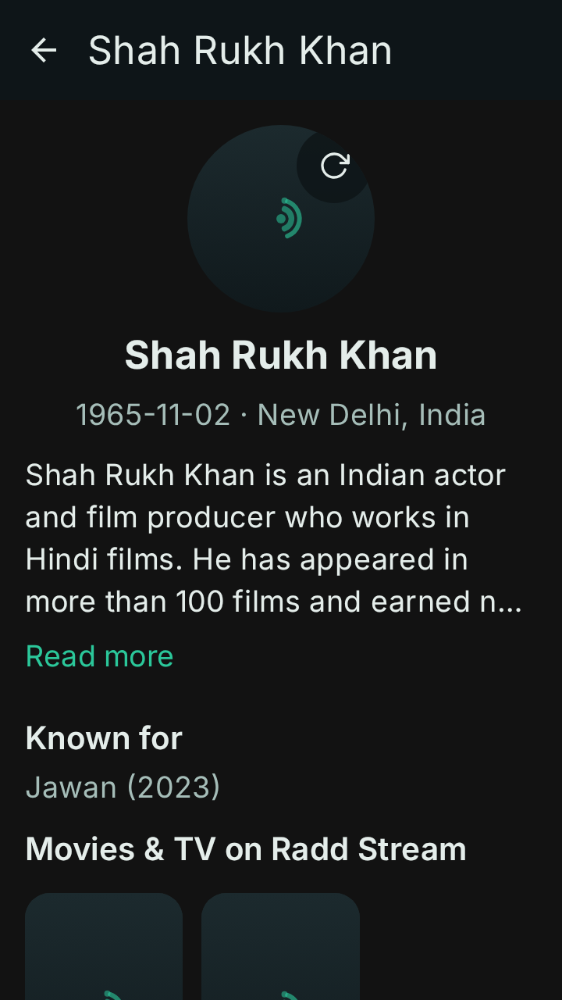 Shah Rukh Khan
Shah Rukh Khan
1965-11-02 · New Delhi, India
Shah Rukh Khan is an Indian actor
and film producer who works in
Hindi films. He has appeared in
more than 100 films and earned n...
Read more
Known for
Jawan (2023)
Movies & TV on Radd Stream